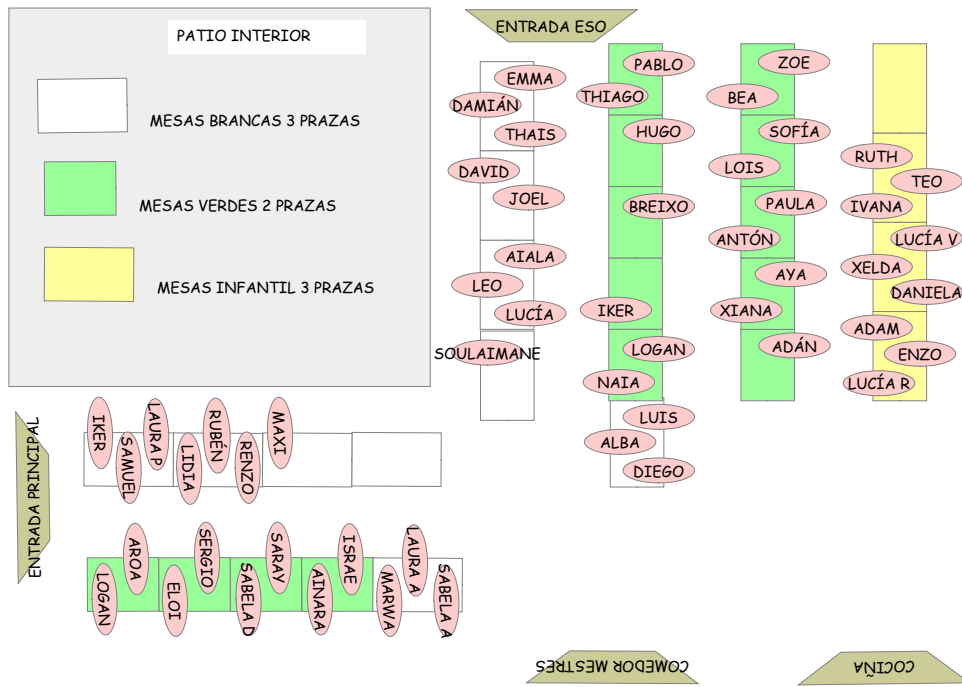 PATIO INTERIOR
MESAS BRANCAS 3 PRAZAS
MESAS VERDES 2 PRAZAS
MESAS INFANTIL 3 PRAZAS
ENTRADA ESO
EMMA
DAMIÁN
THAIS
DAVID
JOEL
AIALA
LEO
LUCÍA
SOULAIMANE
PABLO
THIAGO
HUGO
BREIXO
IKER
LOGAN
NAIA
LUIS
ALBA
DIEGO
ZOE
BEA
SOFÍA
LOIS
PAULA
ANTÓN
AYA
XIANA
ADÁN
RUTH
TEO
IVANA
LUCÍA V
XELDA
DANIELA
ADAM
ENZO
LUCÍA R
ENTRADA PRINCIPAL
IKER
SAMUEL
LAURA P
LIDIA
RUBÉN
RENZO
MAXI
LOGAN
AROA
ELOI
SERGIO
SABELA D
SARAY
AINARA
ISRAE
MARWA
LAURA A
SABELA A
COMEDOR MESTRES
COCIÑA